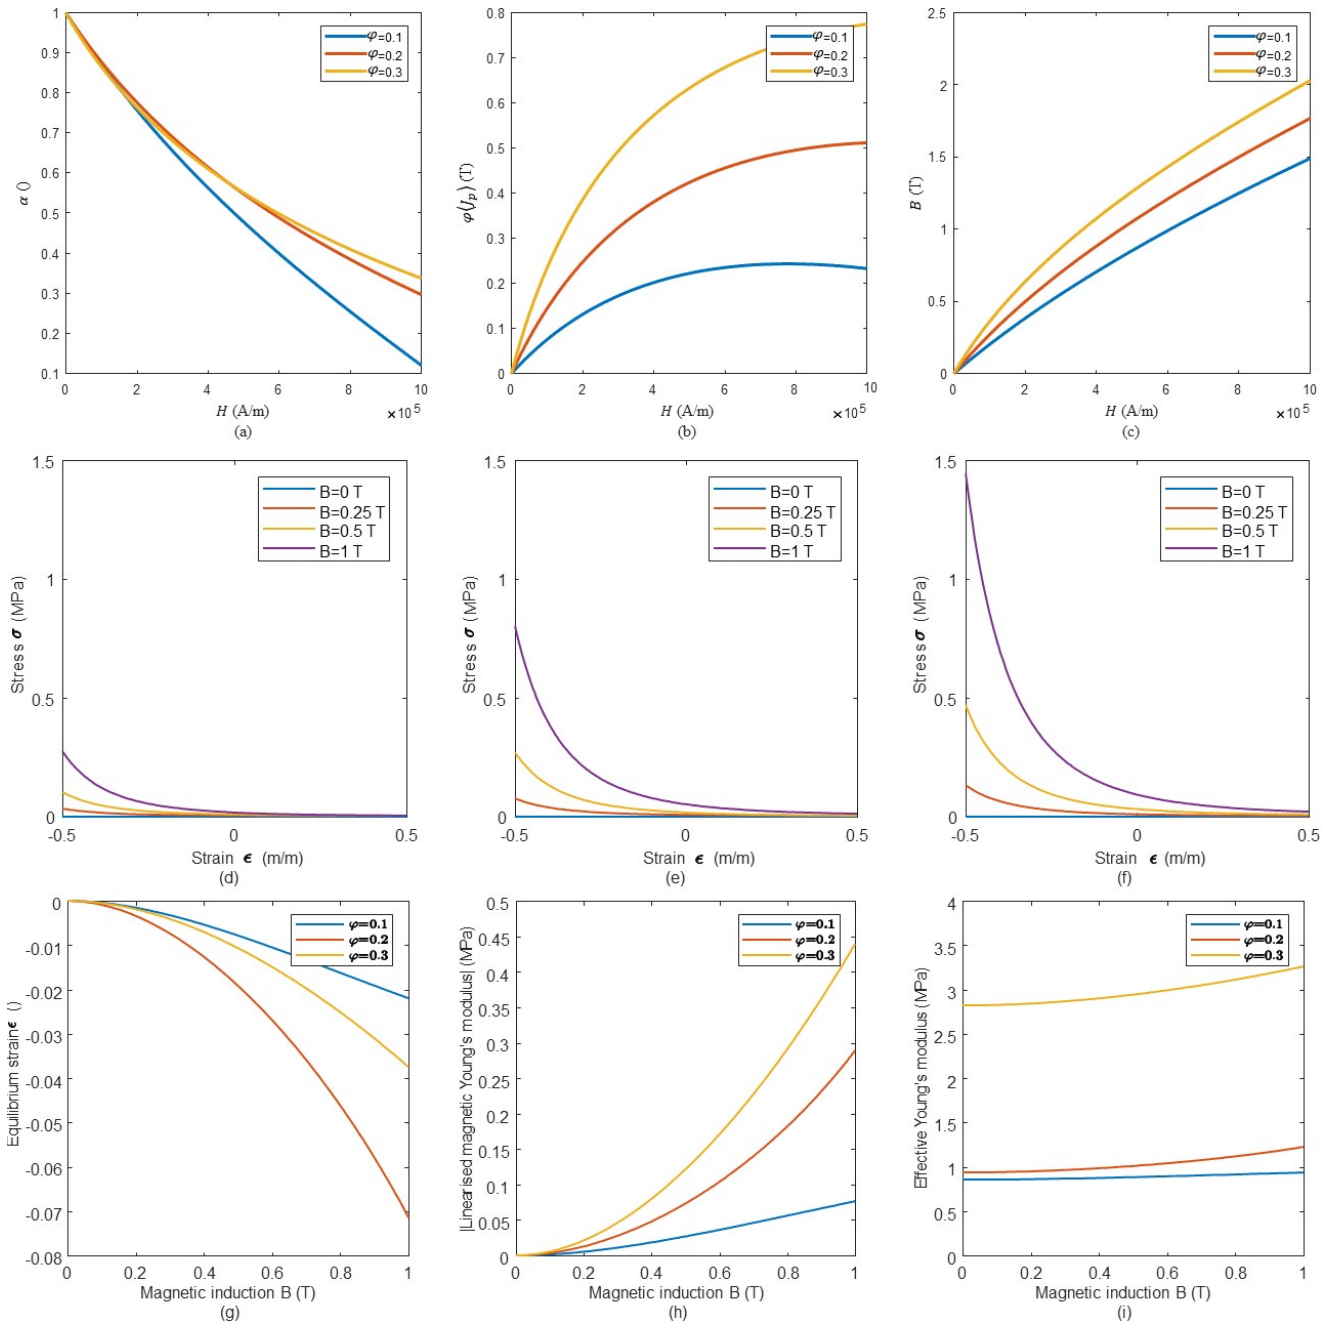 1
0.9
0.8
0.7
0.6
0.5
0.4
0.3
0.2
0.1
α ()
φ=0.1
φ=0.2
φ=0.3
0 2 4 6 8 10
H (A/m) ×10⁵
(a)
0.8
0.7
0.6
0.5
0.4
0.3
0.2
0.1
0
φ⟨Jₚ⟩ (T)
φ=0.1
φ=0.2
φ=0.3
0 2 4 6 8 10
H (A/m) ×10⁵
(b)
2.5
2
1.5
1
0.5
0
B (T)
φ=0.1
φ=0.2
φ=0.3
0 2 4 6 8 10
H (A/m) ×10⁵
(c)
1.5
1
0.5
0
Stress σ (MPa)
B=0 T
B=0.25 T
B=0.5 T
B=1 T
-0.5 0 0.5
Strain ϵ (m/m)
(d)
1.5
1
0.5
0
Stress σ (MPa)
B=0 T
B=0.25 T
B=0.5 T
B=1 T
-0.5 0 0.5
Strain ϵ (m/m)
(e)
1.5
1
0.5
0
Stress σ (MPa)
B=0 T
B=0.25 T
B=0.5 T
B=1 T
-0.5 0 0.5
Strain ϵ (m/m)
(f)
0
-0.01
-0.02
-0.03
-0.04
-0.05
-0.06
-0.07
-0.08
Equilibrium strain ϵ ()
φ=0.1
φ=0.2
φ=0.3
0 0.2 0.4 0.6 0.8 1
Magnetic induction B (T)
(g)
0.5
0.45
0.4
0.35
0.3
0.25
0.2
0.15
0.1
0.05
0
|Linearised magnetic Young's modulus| (MPa)
φ=0.1
φ=0.2
φ=0.3
0 0.2 0.4 0.6 0.8 1
Magnetic induction B (T)
(h)
4
3.5
3
2.5
2
1.5
1
0.5
0
Effective Young's modulus (MPa)
φ=0.1
φ=0.2
φ=0.3
0 0.2 0.4 0.6 0.8 1
Magnetic induction B (T)
(i)